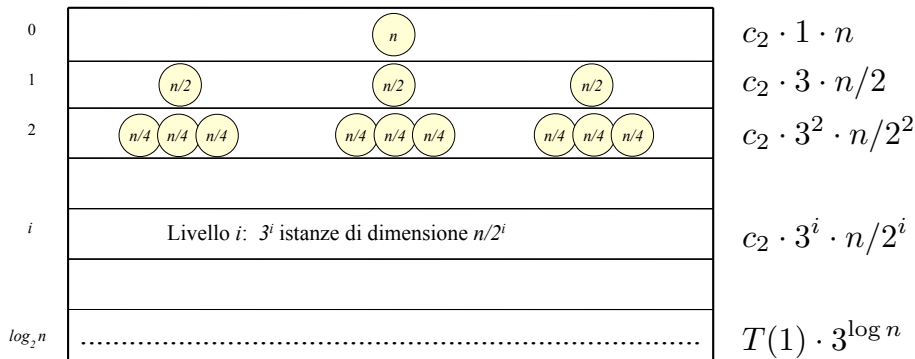 0 n c₂ · 1 · n
1 n/2 n/2 n/2 c₂ · 3 · n/2
2 n/4 n/4 n/4 n/4 n/4 n/4 n/4 n/4 n/4 c₂ · 3² · n/2²
i Livello i: 3ⁱ istanze di dimensione n/2ⁱ c₂ · 3ⁱ · n/2ⁱ
log₂n ........................................................ T(1) · 3^{log n}